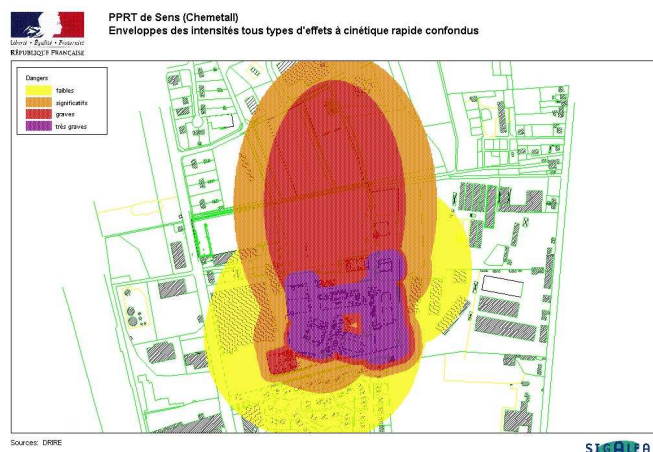 PPRT de Sens (Chemetall)
Enveloppes des intensités tous types d'effets à cinétique rapide confondus
Liberté • Égalité • Fraternité
RÉPUBLIQUE FRANÇAISE
Dangers
faibles
significatifs
graves
très graves
Sources: DRIRE
SIGALEA